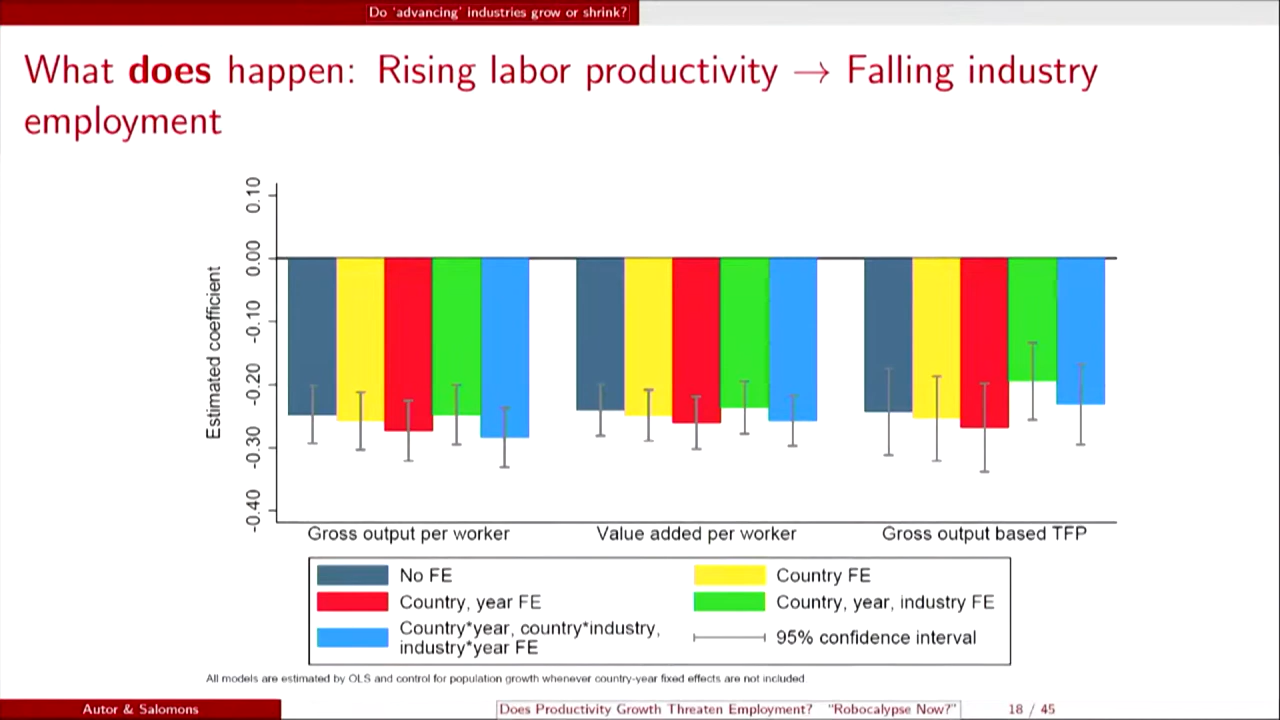 Do ‘advancing’ industries grow or shrink?
What does happen: Rising labor productivity → Falling industry
employment
Estimated coefficient
0.10
0.00
-0.10
-0.20
-0.30
-0.40
Gross output per worker
Value added per worker
Gross output based TFP
No FE
Country FE
Country, year FE
Country, year, industry FE
Country*year, country*industry,
industry*year FE
95% confidence interval
All models are estimated by OLS and control for population growth whenever country-year fixed effects are not included
Autor & Salomons
Does Productivity Growth Threaten Employment? “Robocalypse Now?”
18 / 45